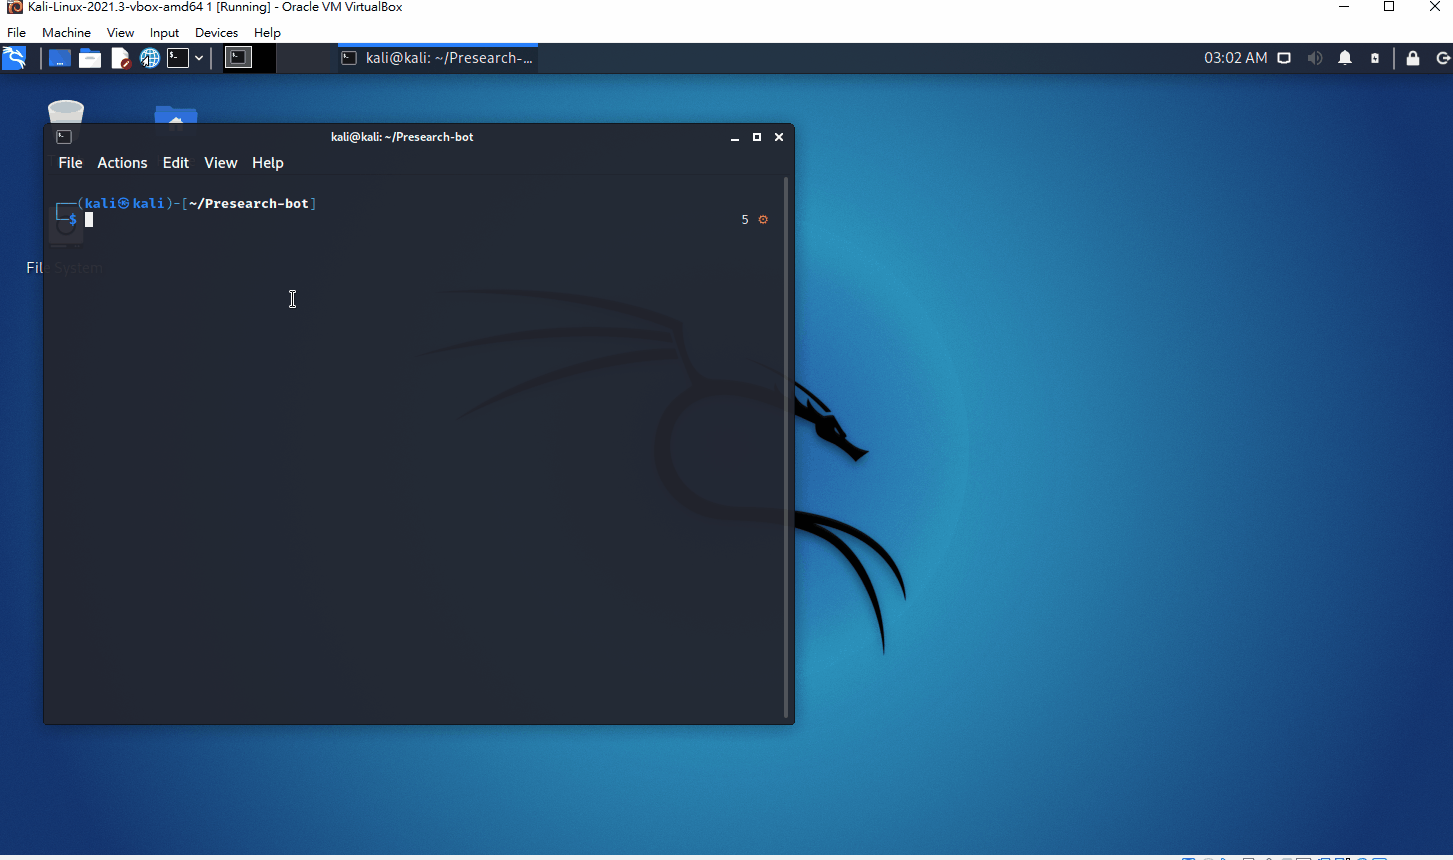 Kali-Linux-2021.3-vbox-amd64 1 [Running] - Oracle VM VirtualBox
File Machine View Input Devices Help
kali@kali: ~/Presearch-... 03:02 AM
kali@kali: ~/Presearch-bot
File Actions Edit View Help
┌──(kali㉿kali)-[~/Presearch-bot]
└─$ 5 ⚙
File System